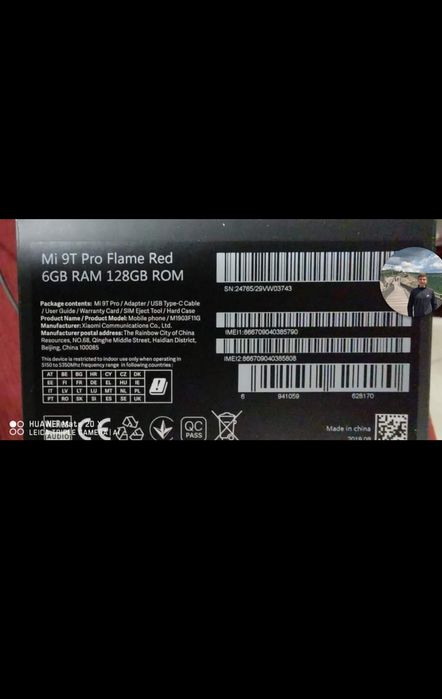 Mi 9T Pro Flame Red
6GB RAM 128GB ROM
Package contents: Mi 9T Pro / Adapter / USB Type-C Cable
/ User Guide / Warranty Card / SIM Eject Tool / Hard Case
Product Name / Product Model: Mobile phone / M1903F11G
Manufacturer: Xiaomi Communications Co., Ltd.
Manufacturer postal address: The Rainbow City of China
Resources, NO.68, Qinghe Middle Street, Haidian District,
Beijing, China 100085
This device is restricted to indoor use only when operating in
5150 to 5350Mhz frequency range in following countries:
AT BE BG HR CY CZ DK
EE FI FR DE EL HU IE
IT LV LT LU MT NL PL
PT RO SK SI ES SE UK
SN:24765/29VW03743
IMEI1:866709040385790
IMEI2:866709040385808
6 941059 628170
Made in china
2019.08
AUDIO
CE
QC
PASS
HUAWEI Mate 20 X
LEICA TRIPLE CAMERA | AI